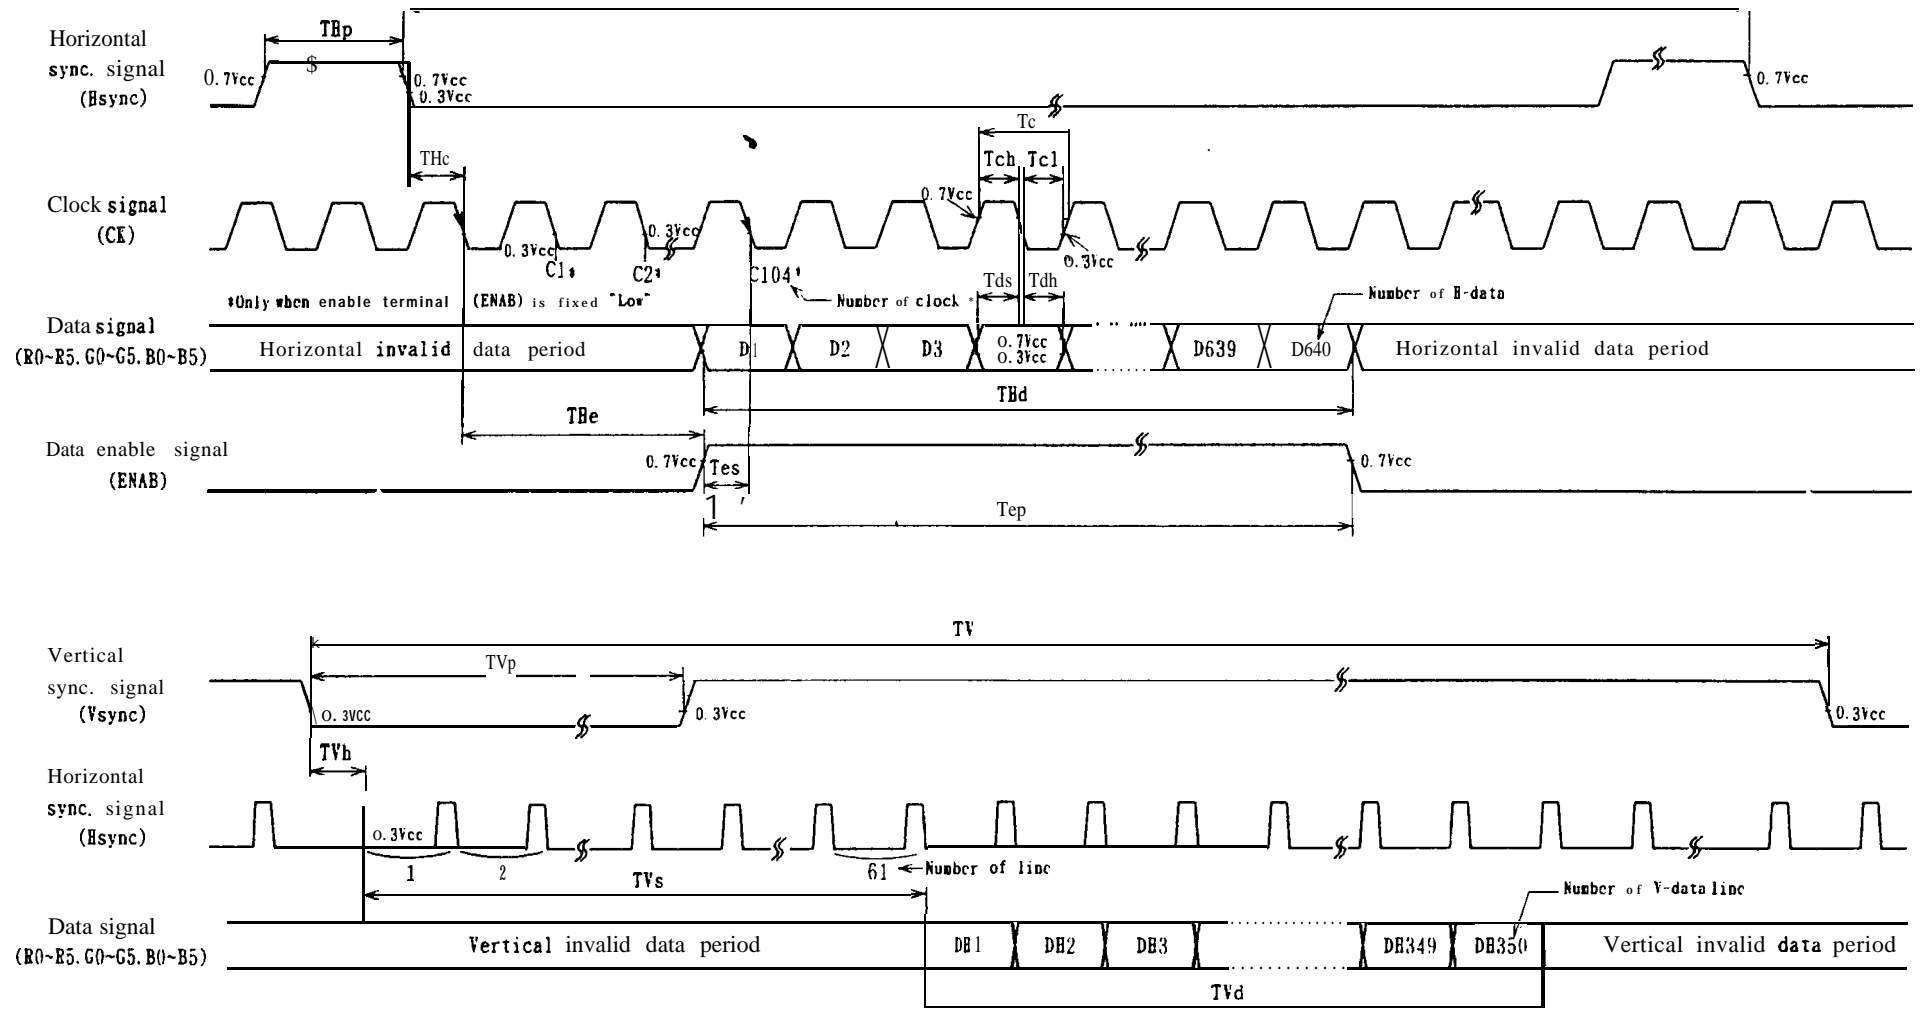 THp
Horizontal
sync. signal
(Hsync)
$
0.7Vcc
0.7Vcc
0.3Vcc
0.7Vcc
Tc
THc
Tch Tcl
Clock signal
(CK)
0.7Vcc
0.3Vcc
0.3Vcc
0.3Vcc
C1*
C2*
C104*
Tds Tdh
*Only when enable terminal (ENAB) is fixed "Low"
Number of clock *
Number of H-data
Data signal
(R0~R5.G0~G5.B0~B5)
Horizontal invalid data period
D1
D2
D3
0.7Vcc
0.3Vcc
D639
D640
Horizontal invalid data period
THd
THe
Data enable signal
(ENAB)
0.7Vcc
Tes
0.7Vcc
Tep
TV
Vertical
sync. signal
(Vsync)
TVp
0.3VCC
0.3Vcc
0.3Vcc
TVh
Horizontal
sync. signal
(Hsync)
0.3Vcc
1
2
61
Number of line
TVs
Number of V-data line
Data signal
(R0~R5.G0~G5.B0~B5)
Vertical invalid data period
DH1
DH2
DH3
DH349
DH350
Vertical invalid data period
TVd